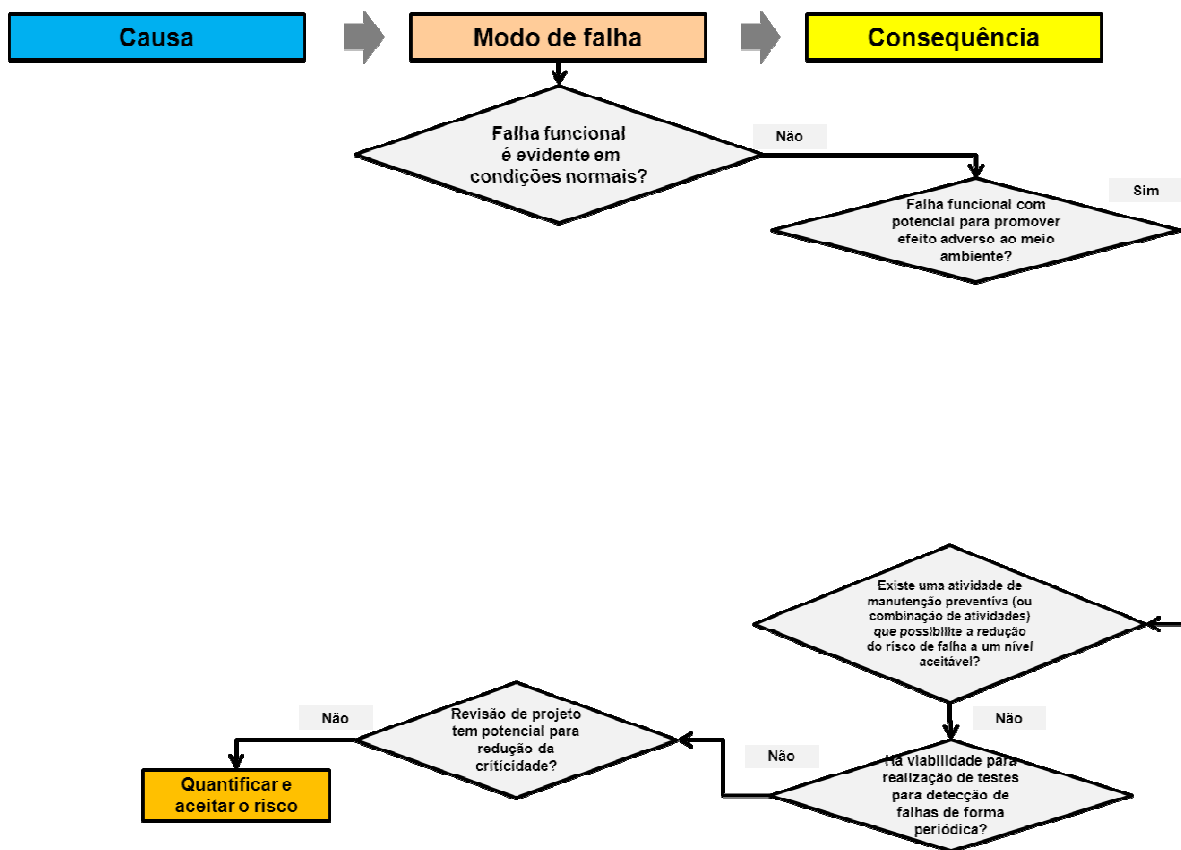 Causa
Modo de falha
Consequência
Falha funcional
é evidente em
condições normais?
Não
Sim
Falha funcional com
potencial para promover
efeito adverso ao meio
ambiente?
Existe uma atividade de
manutenção preventiva (ou
combinação de atividades)
que possibilite a redução
do risco de falha a um nível
aceitável?
Não
Revisão de projeto
tem potencial para
redução da
criticidade?
Não
Não
Há viabilidade para
realização de testes
para detecção de
falhas de forma
periódica?
Quantificar e
aceitar o risco